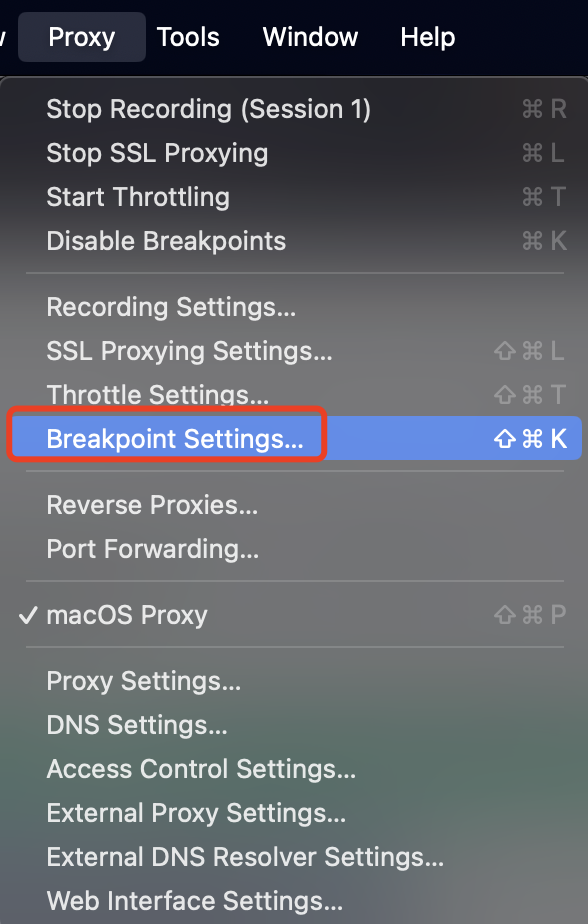 Proxy Tools Window Help
Stop Recording (Session 1) ⌘ R
Stop SSL Proxying ⌘ L
Start Throttling ⌘ T
Disable Breakpoints ⌘ K
Recording Settings...
SSL Proxying Settings... ⇧ ⌘ L
Throttle Settings... ⇧ ⌘ T
Breakpoint Settings... ⇧ ⌘ K
Reverse Proxies...
Port Forwarding...
✓ macOS Proxy ⇧ ⌘ P
Proxy Settings...
DNS Settings...
Access Control Settings...
External Proxy Settings...
External DNS Resolver Settings...
Web Interface Settings...